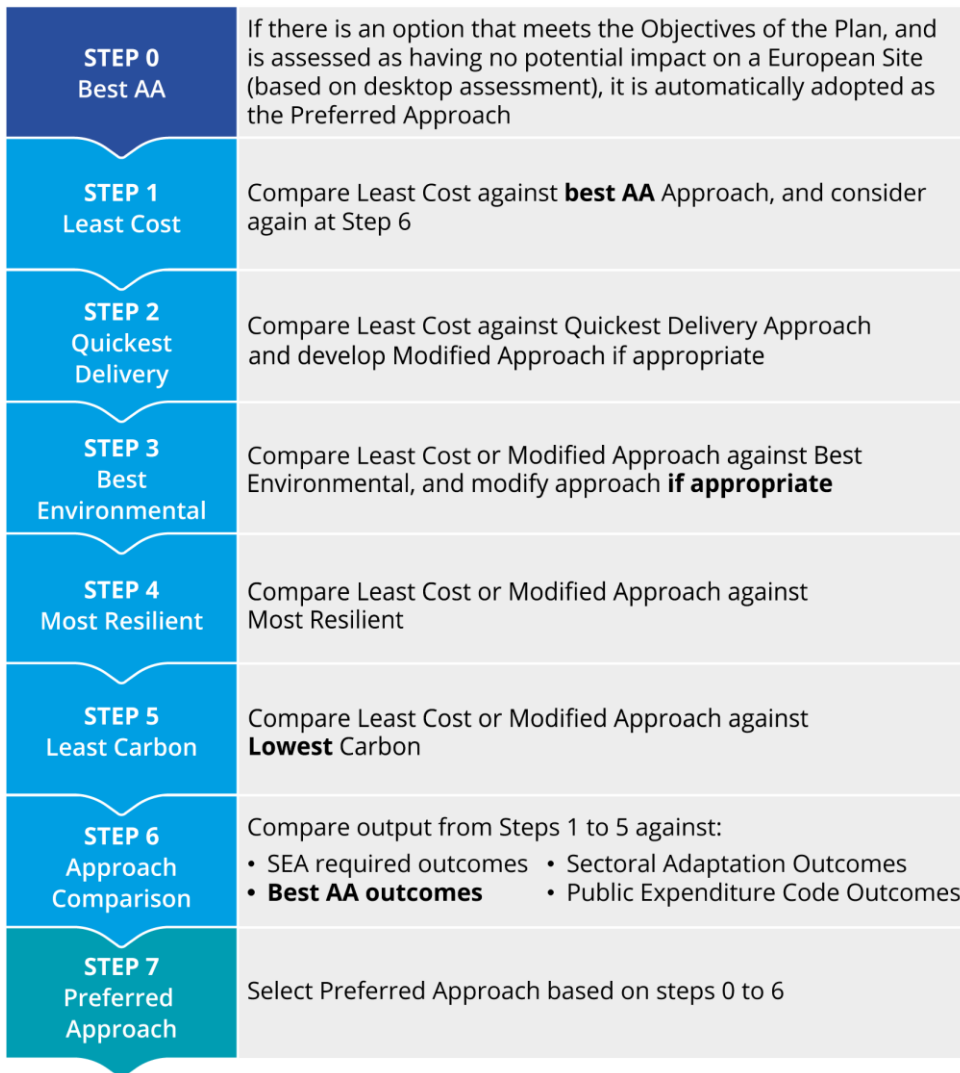 STEP 0
Best AA
If there is an option that meets the Objectives of the Plan, and
is assessed as having no potential impact on a European Site
(based on desktop assessment), it is automatically adopted as
the Preferred Approach
STEP 1
Least Cost
Compare Least Cost against best AA Approach, and consider
again at Step 6
STEP 2
Quickest
Delivery
Compare Least Cost against Quickest Delivery Approach
and develop Modified Approach if appropriate
STEP 3
Best
Environmental
Compare Least Cost or Modified Approach against Best
Environmental, and modify approach if appropriate
STEP 4
Most Resilient
Compare Least Cost or Modified Approach against
Most Resilient
STEP 5
Least Carbon
Compare Least Cost or Modified Approach against
Lowest Carbon
STEP 6
Approach
Comparison
Compare output from Steps 1 to 5 against:
• SEA required outcomes • Sectoral Adaptation Outcomes
• Best AA outcomes • Public Expenditure Code Outcomes
STEP 7
Preferred
Approach
Select Preferred Approach based on steps 0 to 6